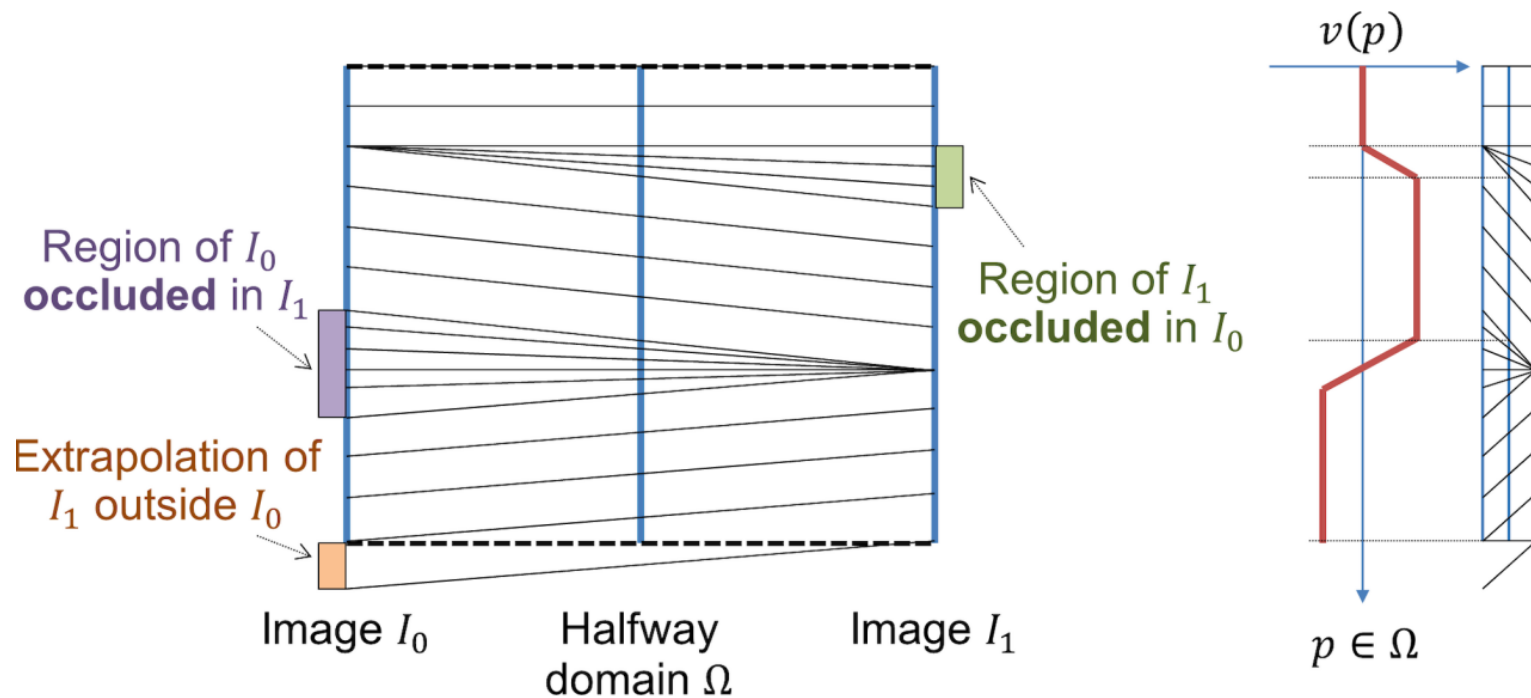 v(p)
Region of I₀
occluded in I₁
Region of I₁
occluded in I₀
Extrapolation of
I₁ outside I₀
Image I₀
Halfway
domain Ω
Image I₁
p ∈ Ω